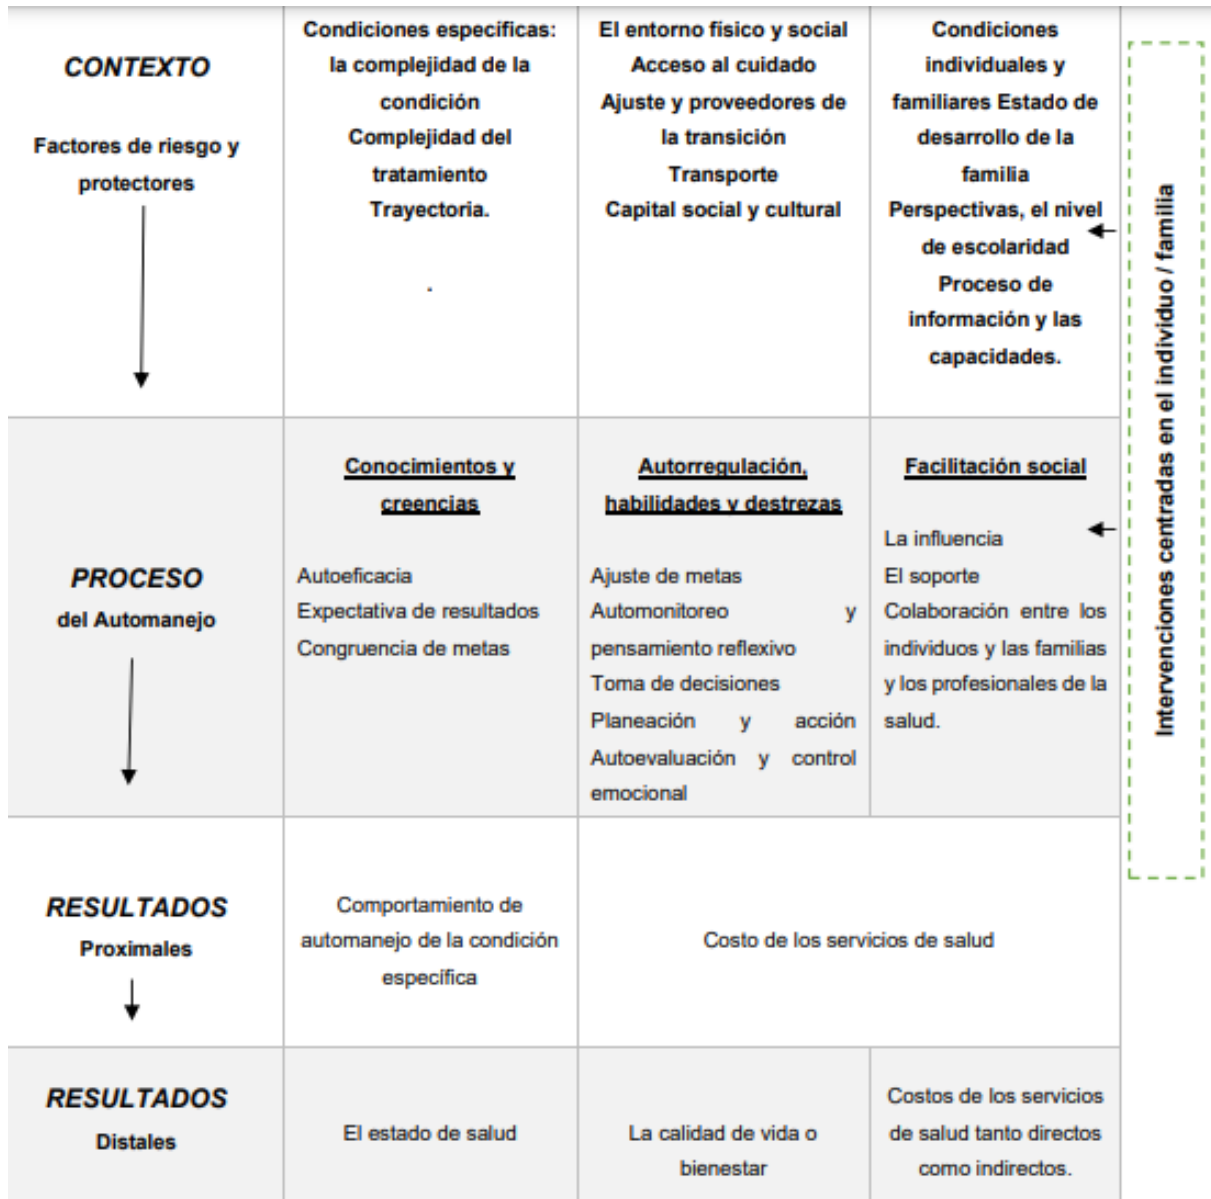 CONTEXTO
Factores de riesgo y
protectores
Condiciones específicas:
la complejidad de la
condición
Complejidad del
tratamiento
Trayectoria.
.
El entorno físico y social
Acceso al cuidado
Ajuste y proveedores de
la transición
Transporte
Capital social y cultural
Condiciones
individuales y
familiares Estado de
desarrollo de la
familia
Perspectivas, el nivel
de escolaridad
Proceso de
información y las
capacidades.
PROCESO
del Automanejo
Conocimientos y
creencias
Autoeficacia
Expectativa de resultados
Congruencia de metas
Autorregulación,
habilidades y destrezas
Ajuste de metas
Automonitoreo y
pensamiento reflexivo
Toma de decisiones
Planeación y acción
Autoevaluación y control
emocional
Facilitación social
La influencia
El soporte
Colaboración entre los
individuos y las familias
y los profesionales de la
salud.
RESULTADOS
Proximales
Comportamiento de
automanejo de la condición
específica
Costo de los servicios de salud
RESULTADOS
Distales
El estado de salud
La calidad de vida o
bienestar
Costos de los servicios
de salud tanto directos
como indirectos.
Intervenciones centradas en el individuo / familia